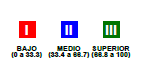 I II III
BAJO MEDIO SUPERIOR
(0 a 33.3) (33.4 a 66.7) (66.8 a 100)